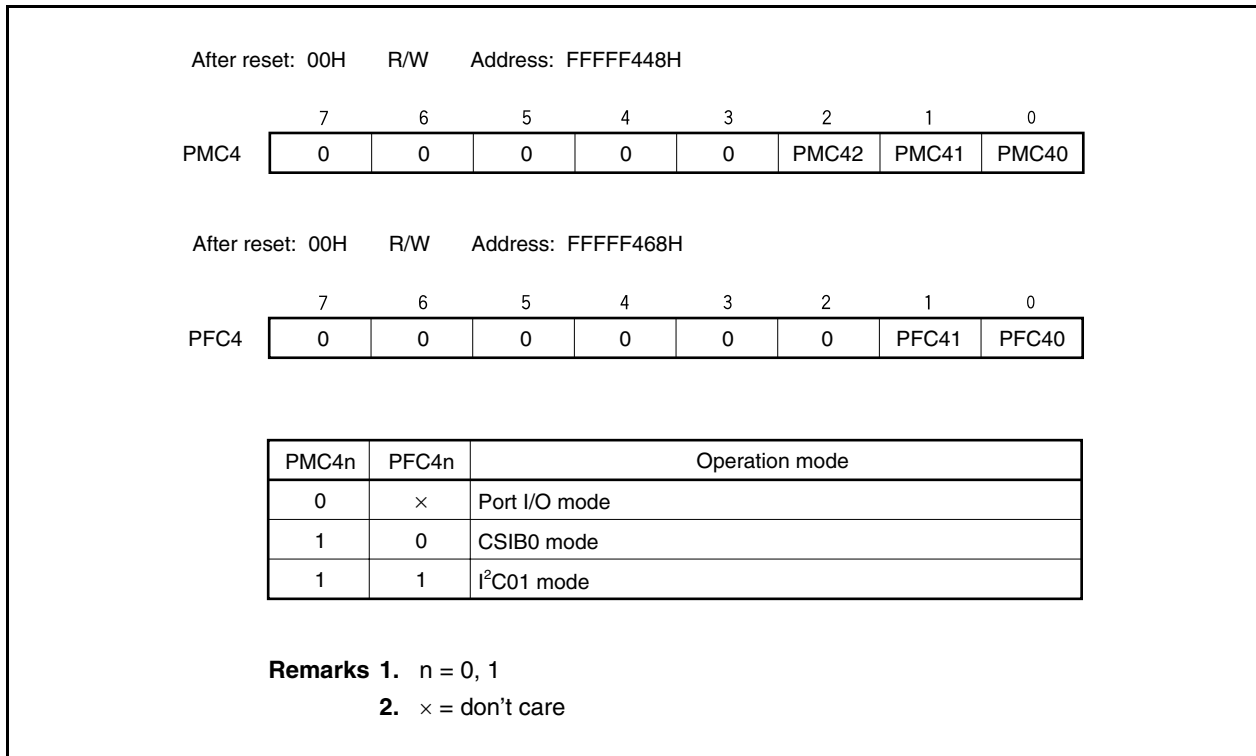 After reset: 00H R/W Address: FFFFF448H
7 6 5 4 3 2 1 0
PMC4 0 0 0 0 0 PMC42 PMC41 PMC40
After reset: 00H R/W Address: FFFFF468H
7 6 5 4 3 2 1 0
PFC4 0 0 0 0 0 0 PFC41 PFC40
PMC4n PFC4n Operation mode
0 × Port I/O mode
1 0 CSIB0 mode
1 1 I²C01 mode
Remarks 1. n = 0, 1
2. × = don't care